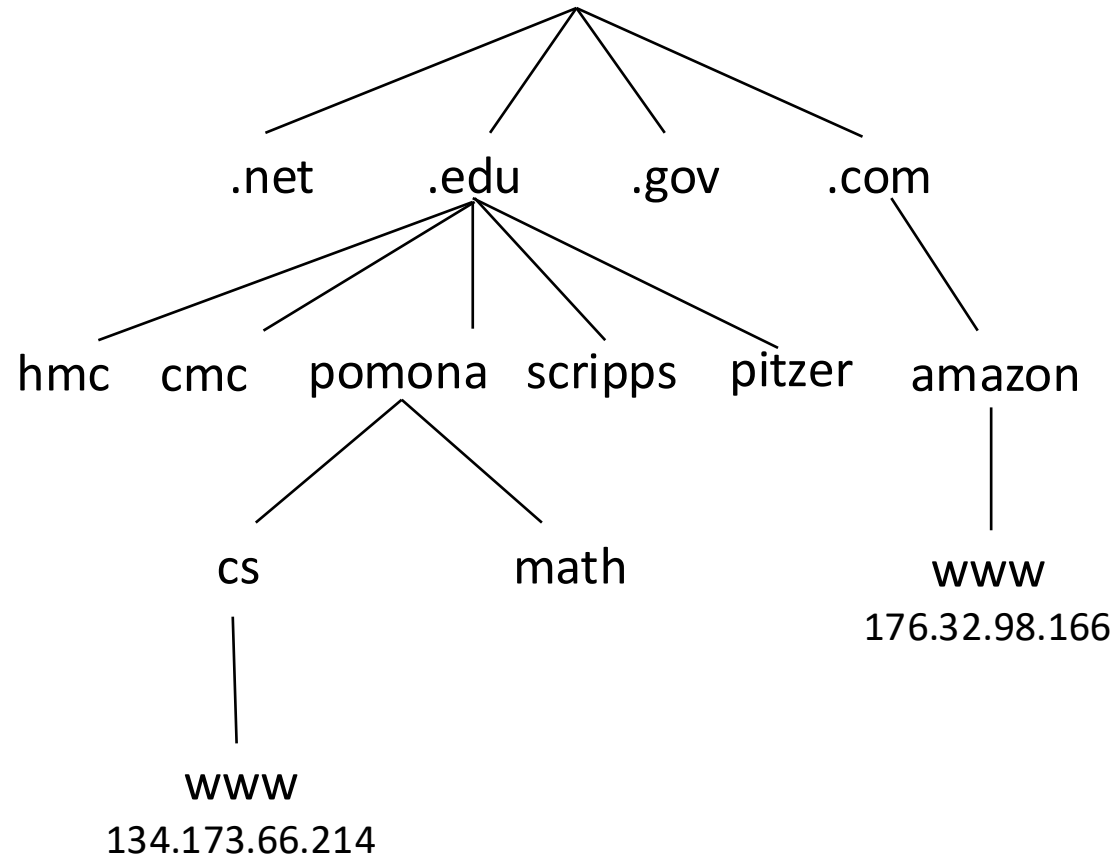 .net .edu .gov .com
hmc cmc pomona scripps pitzer amazon
cs math www
176.32.98.166
www
134.173.66.214